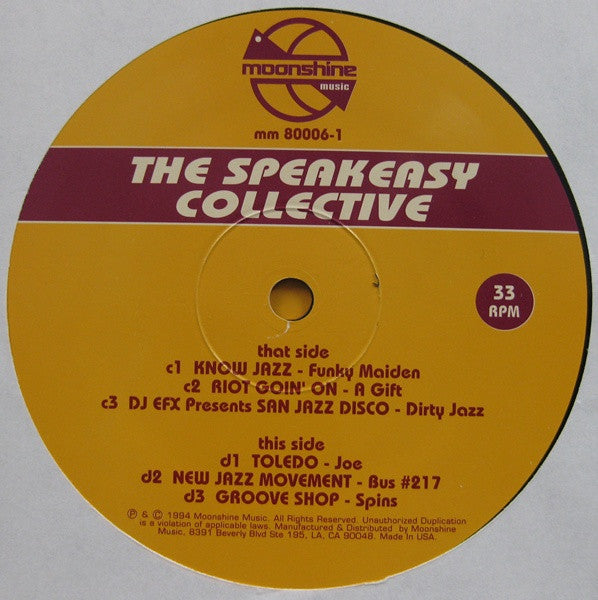 moonshine
music
mm 80006-1
THE SPEAKEASY
COLLECTIVE
33
RPM
that side
c1 KNOW JAZZ - Funky Maiden
c2 RIOT GOIN' ON - A Gift
c3 DJ EFX Presents SAN JAZZ DISCO - Dirty Jazz
this side
d1 TOLEDO - Joe
d2 NEW JAZZ MOVEMENT - Bus #217
d3 GROOVE SHOP - Spins
℗ & © 1994 Moonshine Music. All Rights Reserved. Unauthorized Duplication
is a violation of applicable laws. Manufactured & Distributed by Moonshine
Music, 8391 Beverly Blvd Ste 195, LA, CA 90048. Made In USA.